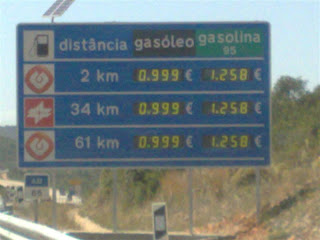 distância gasóleo gasolina 95
2 km 0.999 € 1.258 €
34 km 0.999 € 1.258 €
61 km 0.999 € 1.258 €